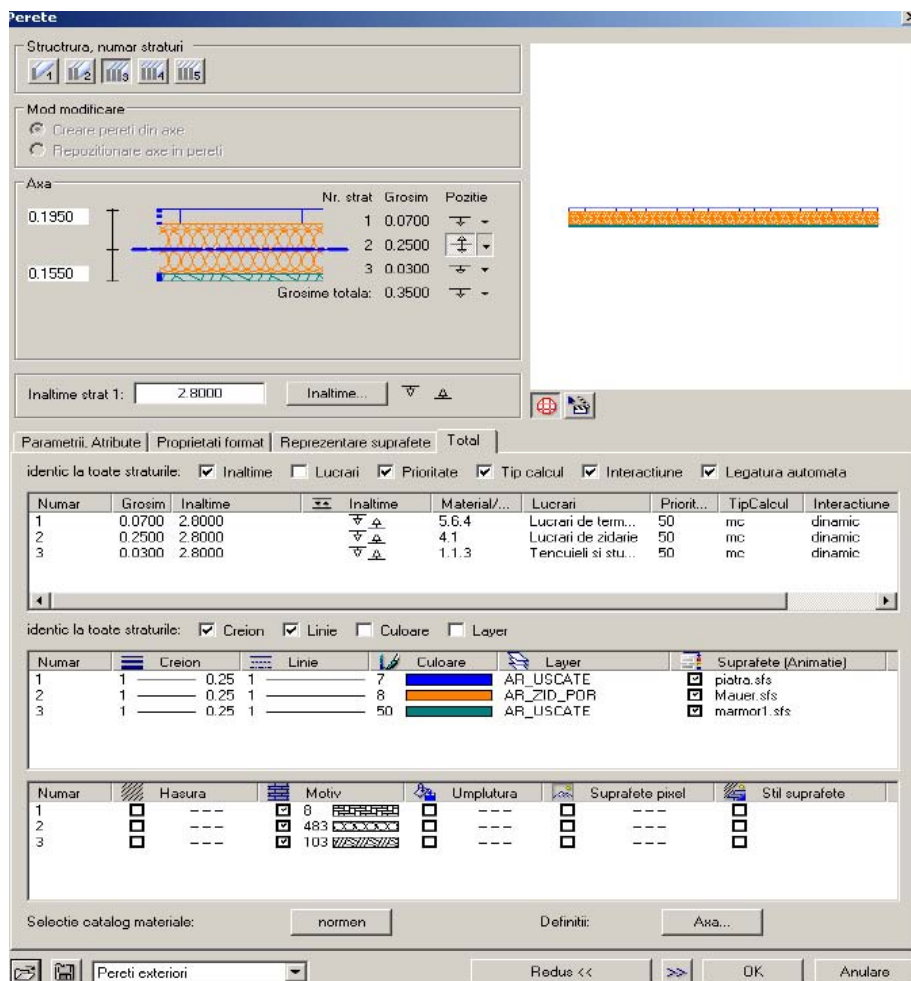 Perete
Structrura, numar straturi
1 2 3 4 5
Mod modificare
Creare pereti din axe
Repozitionare axe in pereti
Axa
Nr. strat Grosim Pozitie
0.1950
1 0.0700
2 0.2500
0.1550
3 0.0300
Grosime totala: 0.3500
Inaltime strat 1: 2.8000 Inaltime...
Parametrii. Atribute Proprietati format Reprezentare suprafete Total
identic la toate straturile: Inaltime Lucrari Prioritate Tip calcul Interactiune Legatura automata
Numar Grosim Inaltime Inaltime Material/... Lucrari Priorit... TipCalcul Interactiune
1 0.0700 2.8000 5.6.4 Lucrari de term... 50 mc dinamic
2 0.2500 2.8000 4.1 Lucrari de zidarie 50 mc dinamic
3 0.0300 2.8000 1.1.3 Tencuieli si stu... 50 mc dinamic
identic la toate straturile: Creion Linie Culoare Layer
Numar Creion Linie Culoare Layer Suprafete (Animatie)
1 1 0.25 1 7 AR_USCATE piatra.sfs
2 1 0.25 1 8 AR_ZID_POR Mauer.sfs
3 1 0.25 1 50 AR_USCATE marmor1.sfs
Numar Hasura Motiv Umplutura Suprafete pixel Stil suprafete
1 --- 8 --- ---
2 --- 483 --- ---
3 --- 103 --- ---
Selectie catalog materiale: normen Definitii: Axa...
Pereti exteriori Redus << >> OK Anulare